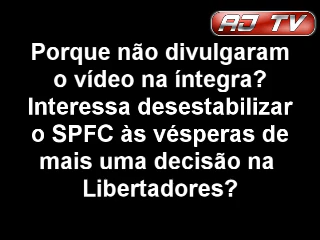 AJ TV
Porque não divulgaram
o vídeo na íntegra?
Interessa desestabilizar
o SPFC às vésperas de
mais uma decisão na
Libertadores?